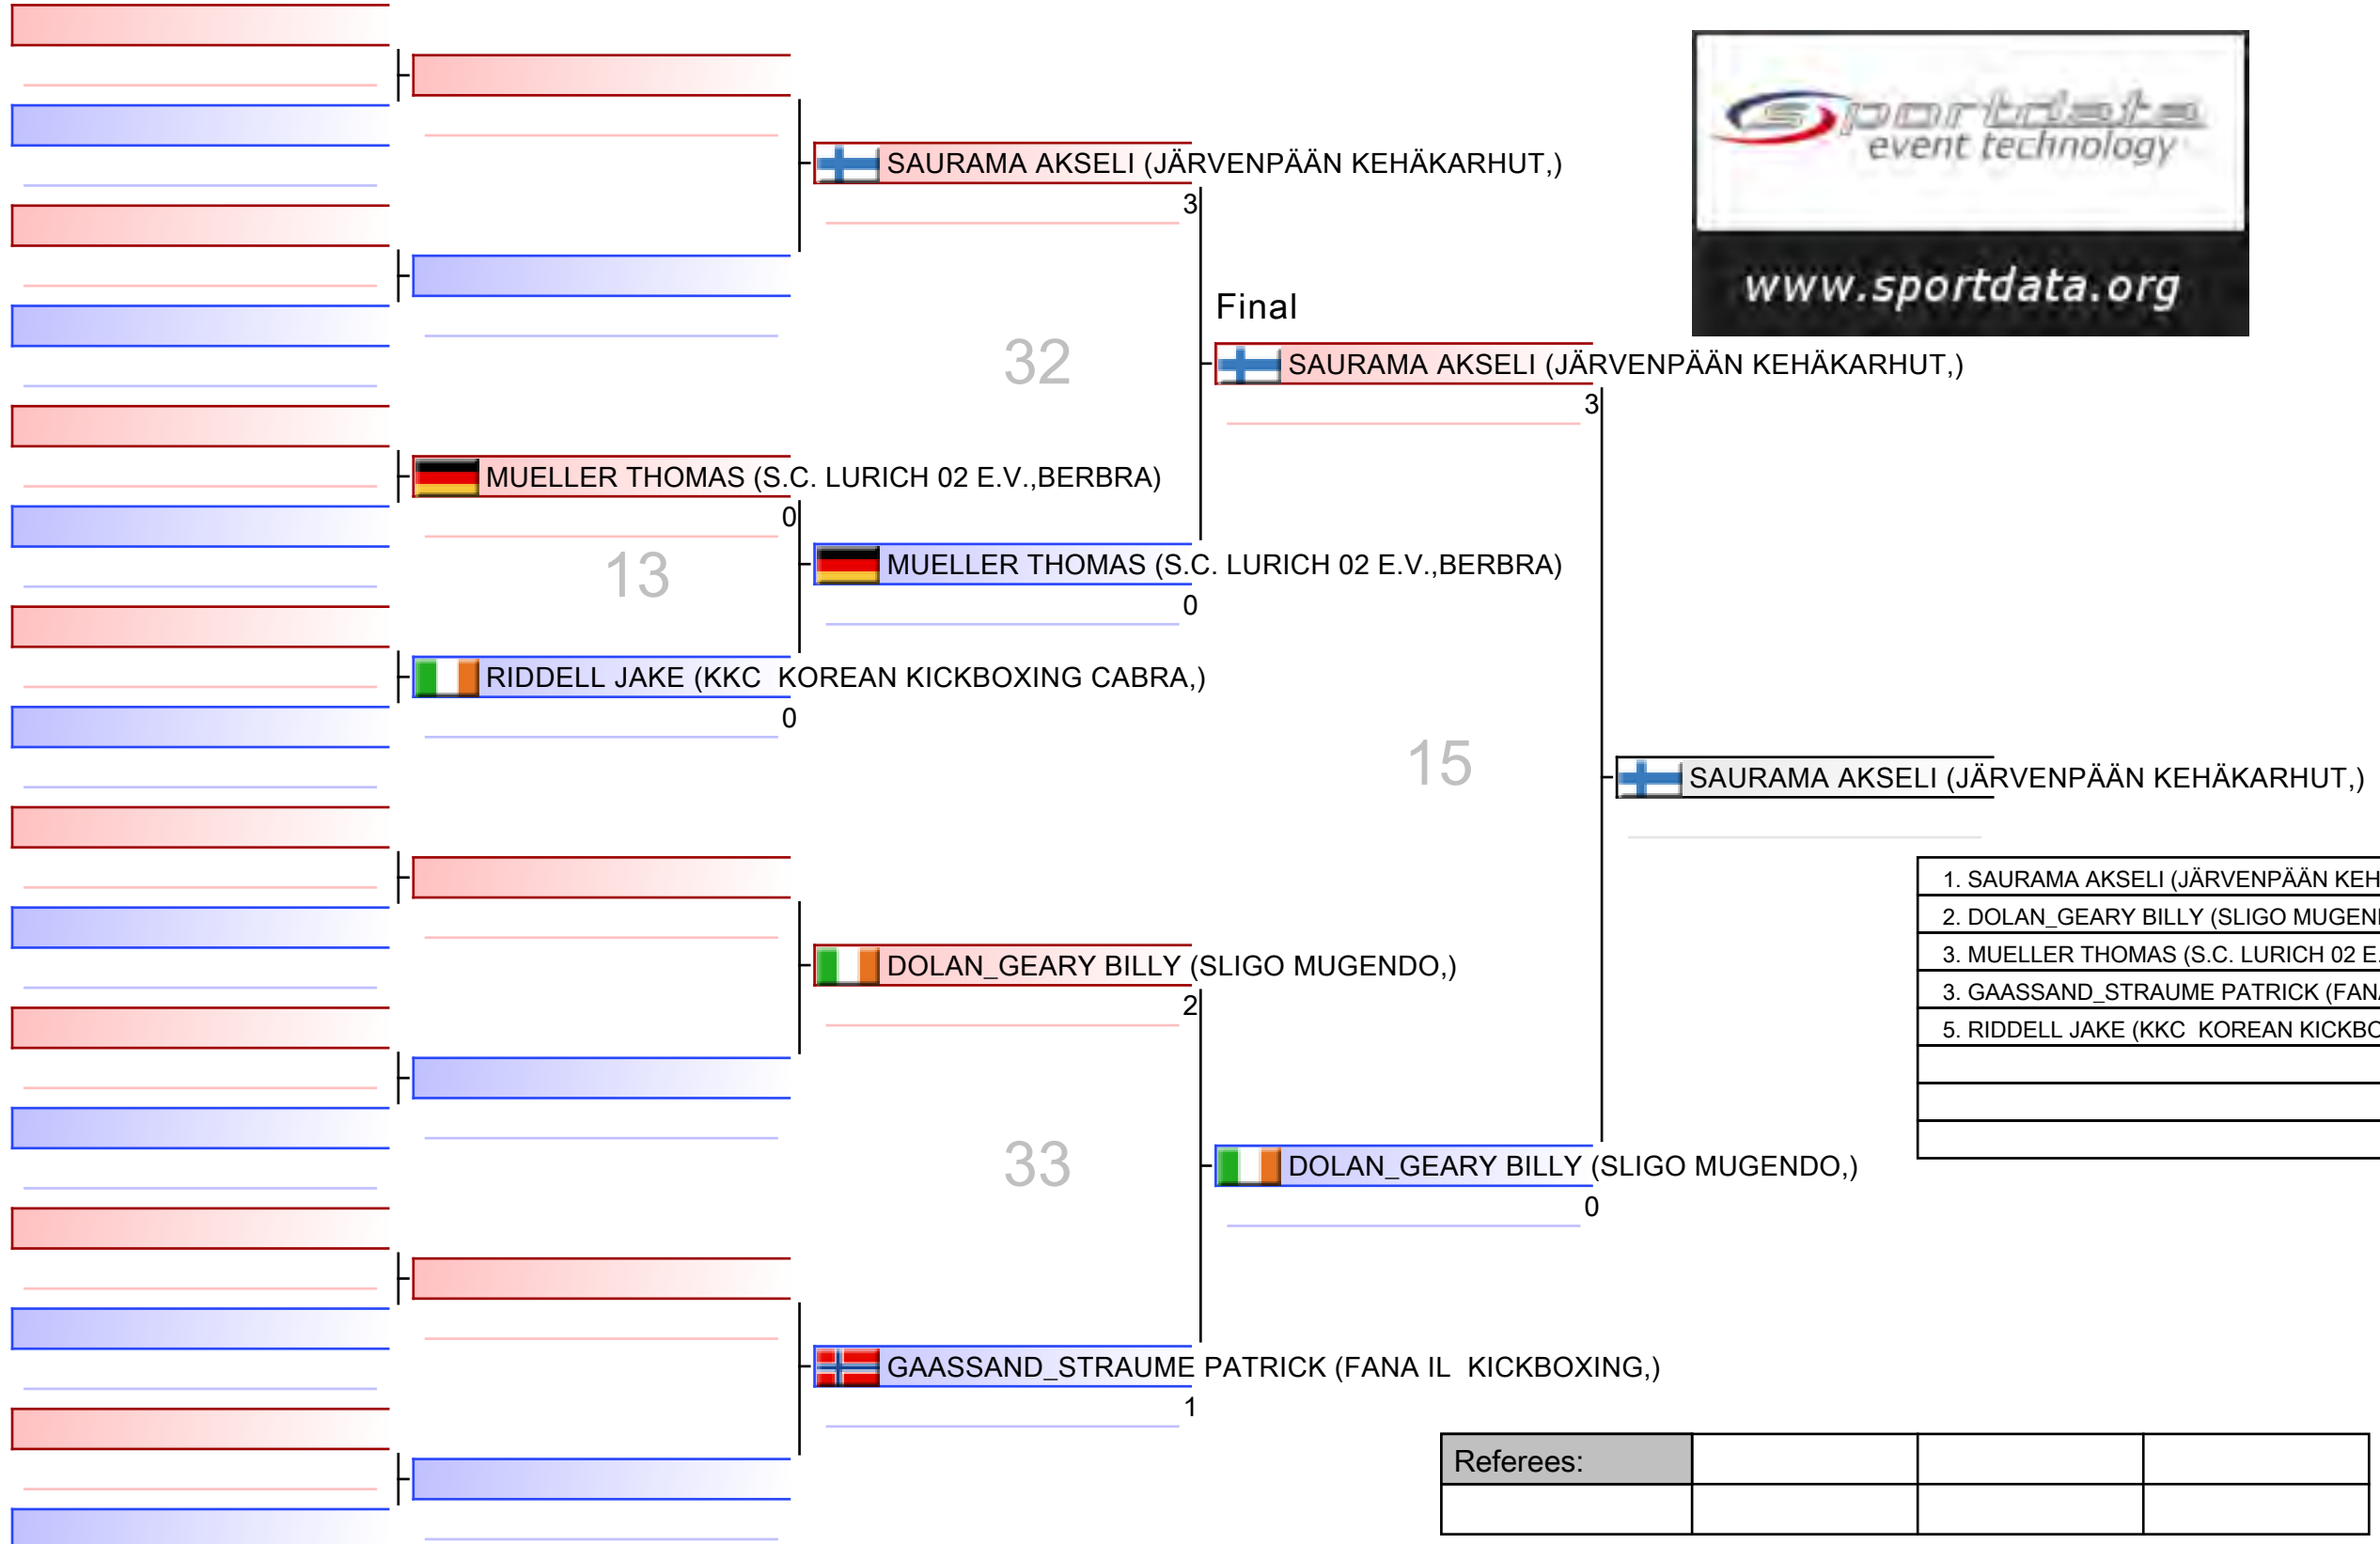 sportdata
event technology
www.sportdata.org
SAURAMA AKSELI (JÄRVENPÄÄN KEHÄKARHUT,)
3
Final
32
SAURAMA AKSELI (JÄRVENPÄÄN KEHÄKARHUT,)
3
MUELLER THOMAS (S.C. LURICH 02 E.V.,BERBRA)
0
13
MUELLER THOMAS (S.C. LURICH 02 E.V.,BERBRA)
0
RIDDELL JAKE (KKC  KOREAN KICKBOXING CABRA,)
0
15
SAURAMA AKSELI (JÄRVENPÄÄN KEHÄKARHUT,)
1. SAURAMA AKSELI (JÄRVENPÄÄN KEH
2. DOLAN_GEARY BILLY (SLIGO MUGEN
3. MUELLER THOMAS (S.C. LURICH 02 E.
3. GAASSAND_STRAUME PATRICK (FANA
5. RIDDELL JAKE (KKC  KOREAN KICKBO
DOLAN_GEARY BILLY (SLIGO MUGENDO,)
2
33
DOLAN_GEARY BILLY (SLIGO MUGENDO,)
0
GAASSAND_STRAUME PATRICK (FANA IL  KICKBOXING,)
1
Referees: